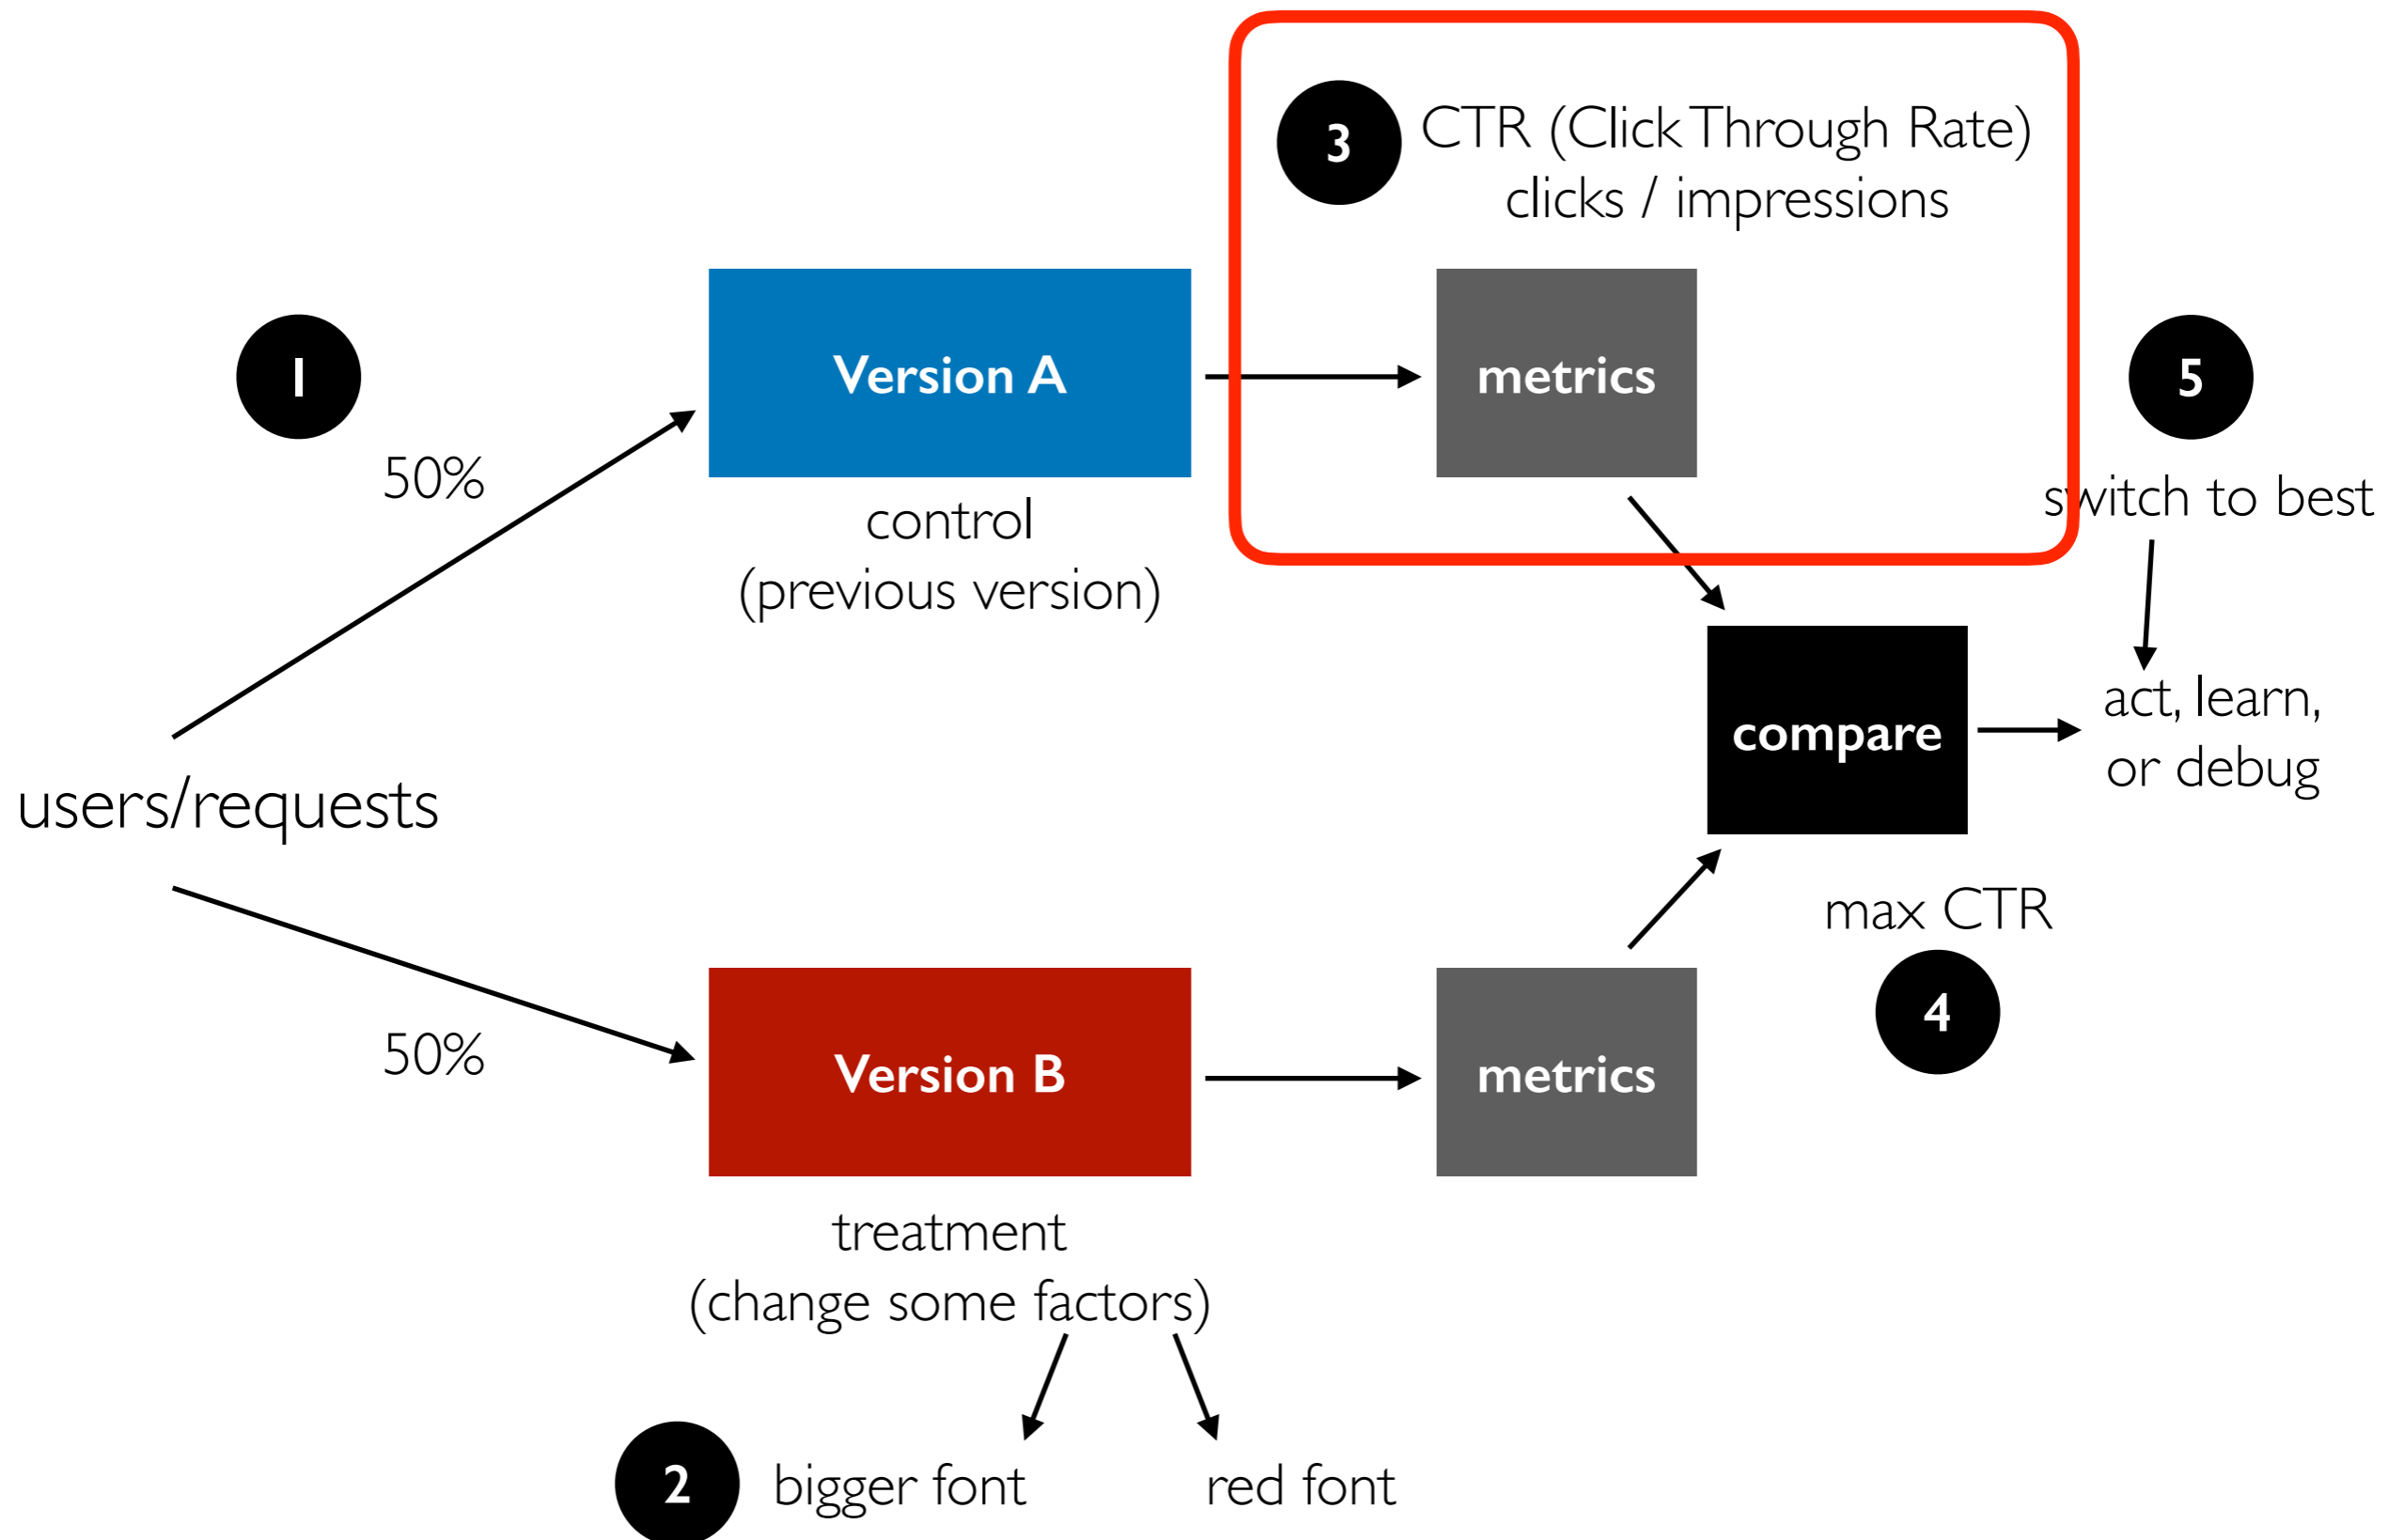 3
CTR (Click Through Rate)
clicks / impressions
1
Version A
metrics
5
50%
control
(previous version)
switch to best
users/requests
compare
act, learn,
or debug
max CTR
4
50%
Version B
metrics
treatment
(change some factors)
2
bigger font
red font